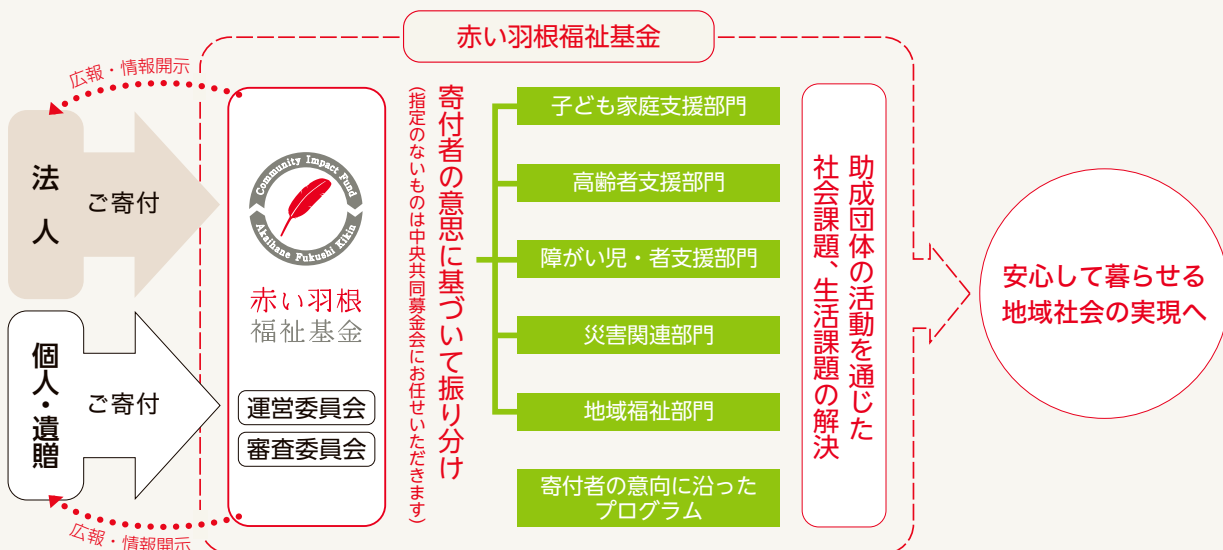 赤い羽根福祉基金
広報・情報開示
法人
ご寄付
個人・遺贈
ご寄付
広報・情報開示
Community Impact Fund
Akaihane Fukushi Kikin
赤い羽根
福祉基金
運営委員会
審査委員会
寄付者の意思に基づいて振り分け
(指定のないものは中央共同募金会にお任せいただきます)
子ども家庭支援部門
高齢者支援部門
障がい児・者支援部門
災害関連部門
地域福祉部門
寄付者の意向に沿った
プログラム
助成団体の活動を通じた
社会課題、生活課題の解決
安心して暮らせる
地域社会の実現へ